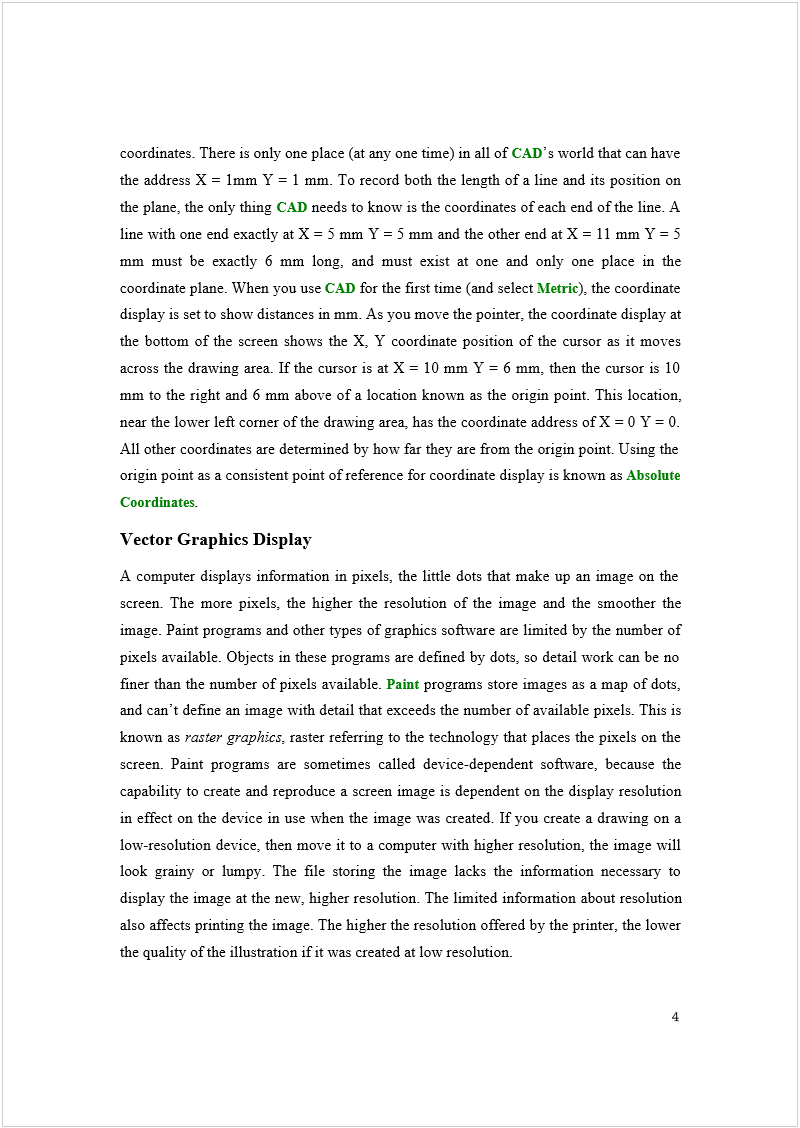 coordinates. There is only one place (at any one time) in all of CAD's world that can have
the address X = 1mm Y = 1 mm. To record both the length of a line and its position on
the plane, the only thing CAD needs to know is the coordinates of each end of the line. A
line with one end exactly at X = 5 mm Y = 5 mm and the other end at X = 11 mm Y = 5
mm must be exactly 6 mm long, and must exist at one and only one place in the
coordinate plane. When you use CAD for the first time (and select Metric), the coordinate
display is set to show distances in mm. As you move the pointer, the coordinate display at
the bottom of the screen shows the X, Y coordinate position of the cursor as it moves
across the drawing area. If the cursor is at X = 10 mm Y = 6 mm, then the cursor is 10
mm to the right and 6 mm above of a location known as the origin point. This location,
near the lower left corner of the drawing area, has the coordinate address of X = 0 Y = 0.
All other coordinates are determined by how far they are from the origin point. Using the
origin point as a consistent point of reference for coordinate display is known as Absolute
Coordinates.
Vector Graphics Display
A computer displays information in pixels, the little dots that make up an image on the
screen. The more pixels, the higher the resolution of the image and the smoother the
image. Paint programs and other types of graphics software are limited by the number of
pixels available. Objects in these programs are defined by dots, so detail work can be no
finer than the number of pixels available. Paint programs store images as a map of dots,
and can't define an image with detail that exceeds the number of available pixels. This is
known as raster graphics, raster referring to the technology that places the pixels on the
screen. Paint programs are sometimes called device-dependent software, because the
capability to create and reproduce a screen image is dependent on the display resolution
in effect on the device in use when the image was created. If you create a drawing on a
low-resolution device, then move it to a computer with higher resolution, the image will
look grainy or lumpy. The file storing the image lacks the information necessary to
display the image at the new, higher resolution. The limited information about resolution
also affects printing the image. The higher the resolution offered by the printer, the lower
the quality of the illustration if it was created at low resolution.
4